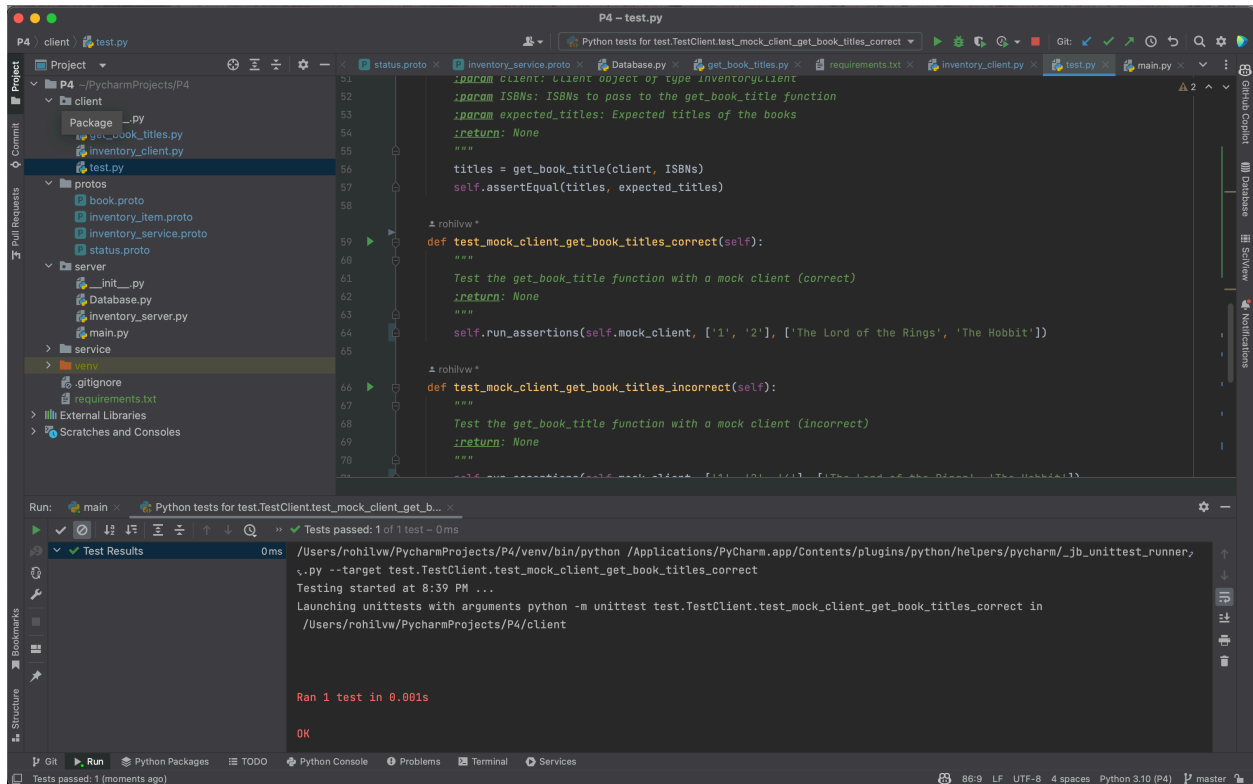 P4 – test.py
P4 client test.py
Python tests for test.TestClient.test_mock_client_get_book_titles_correct
Git:
Project
status.proto
inventory_service.proto
Database.py
get_book_titles.py
requirements.txt
inventory_client.py
test.py
main.py
P4 ~/PycharmProjects/P4
client
__.py
Package
get_book_titles.py
inventory_client.py
test.py
protos
book.proto
inventory_item.proto
inventory_service.proto
status.proto
server
__init__.py
Database.py
inventory_server.py
main.py
service
venv
.gitignore
requirements.txt
External Libraries
Scratches and Consoles
Project
Commit
Pull Requests
Bookmarks
Structure
51 :param client: Client object of type InventoryClient
52 :param ISBNs: ISBNs to pass to the get_book_title function
53 :param expected_titles: Expected titles of the books
54 :return: None
55 """
56 titles = get_book_title(client, ISBNs)
57 self.assertEqual(titles, expected_titles)
58
rohilvw *
59 def test_mock_client_get_book_titles_correct(self):
60 """
61 Test the get_book_title function with a mock client (correct)
62 :return: None
63 """
64 self.run_assertions(self.mock_client, ['1', '2'], ['The Lord of the Rings', 'The Hobbit'])
65
rohilvw *
66 def test_mock_client_get_book_titles_incorrect(self):
67 """
68 Test the get_book_title function with a mock client (incorrect)
69 :return: None
70 """
2
GitHub Copilot
Database
SciView
Notifications
Run: main
Python tests for test.TestClient.test_mock_client_get_b...
Tests passed: 1 of 1 test – 0 ms
Test Results 0 ms
/Users/rohilvw/PycharmProjects/P4/venv/bin/python /Applications/PyCharm.app/Contents/plugins/python/helpers/pycharm/_jb_unittest_runner
.py --target test.TestClient.test_mock_client_get_book_titles_correct
Testing started at 8:39 PM ...
Launching unittests with arguments python -m unittest test.TestClient.test_mock_client_get_book_titles_correct in
/Users/rohilvw/PycharmProjects/P4/client
Ran 1 test in 0.001s
OK
Git
Run
Python Packages
TODO
Python Console
Problems
Terminal
Services
Tests passed: 1 (moments ago)
86:9 LF UTF-8 4 spaces Python 3.10 (P4) master